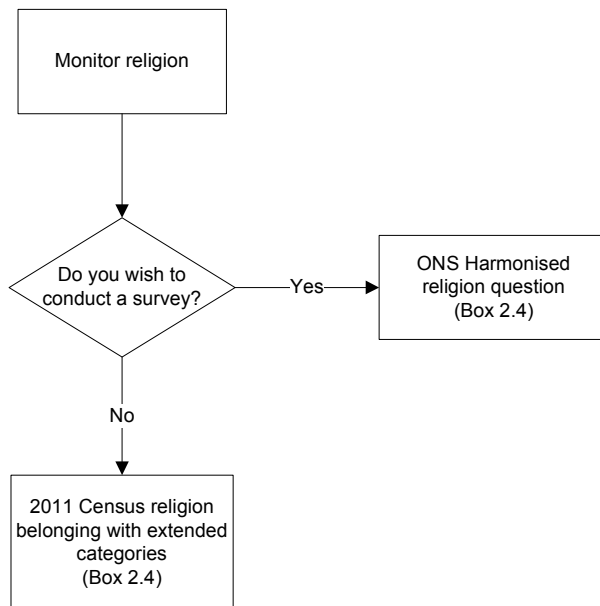 Monitor religion
Do you wish to
conduct a survey?
Yes
ONS Harmonised
religion question
(Box 2.4)
No
2011 Census religion
belonging with extended
categories
(Box 2.4)